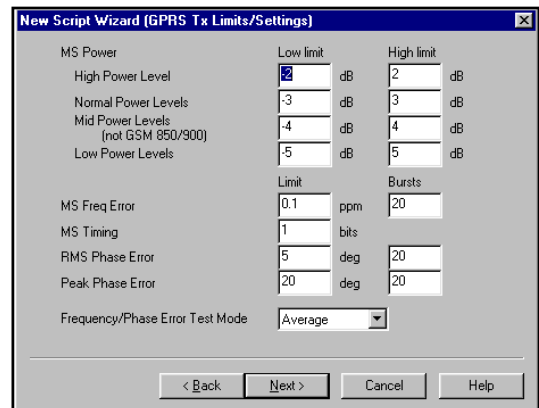 New Script Wizard (GPRS Tx Limits/Settings)
MS Power Low limit High limit
High Power Level -2 dB 2 dB
Normal Power Levels -3 dB 3 dB
Mid Power Levels -4 dB 4 dB
(not GSM 850/900)
Low Power Levels -5 dB 5 dB
Limit Bursts
MS Freq Error 0.1 ppm 20
MS Timing 1 bits
RMS Phase Error 5 deg 20
Peak Phase Error 20 deg 20
Frequency/Phase Error Test Mode Average
< Back Next > Cancel Help